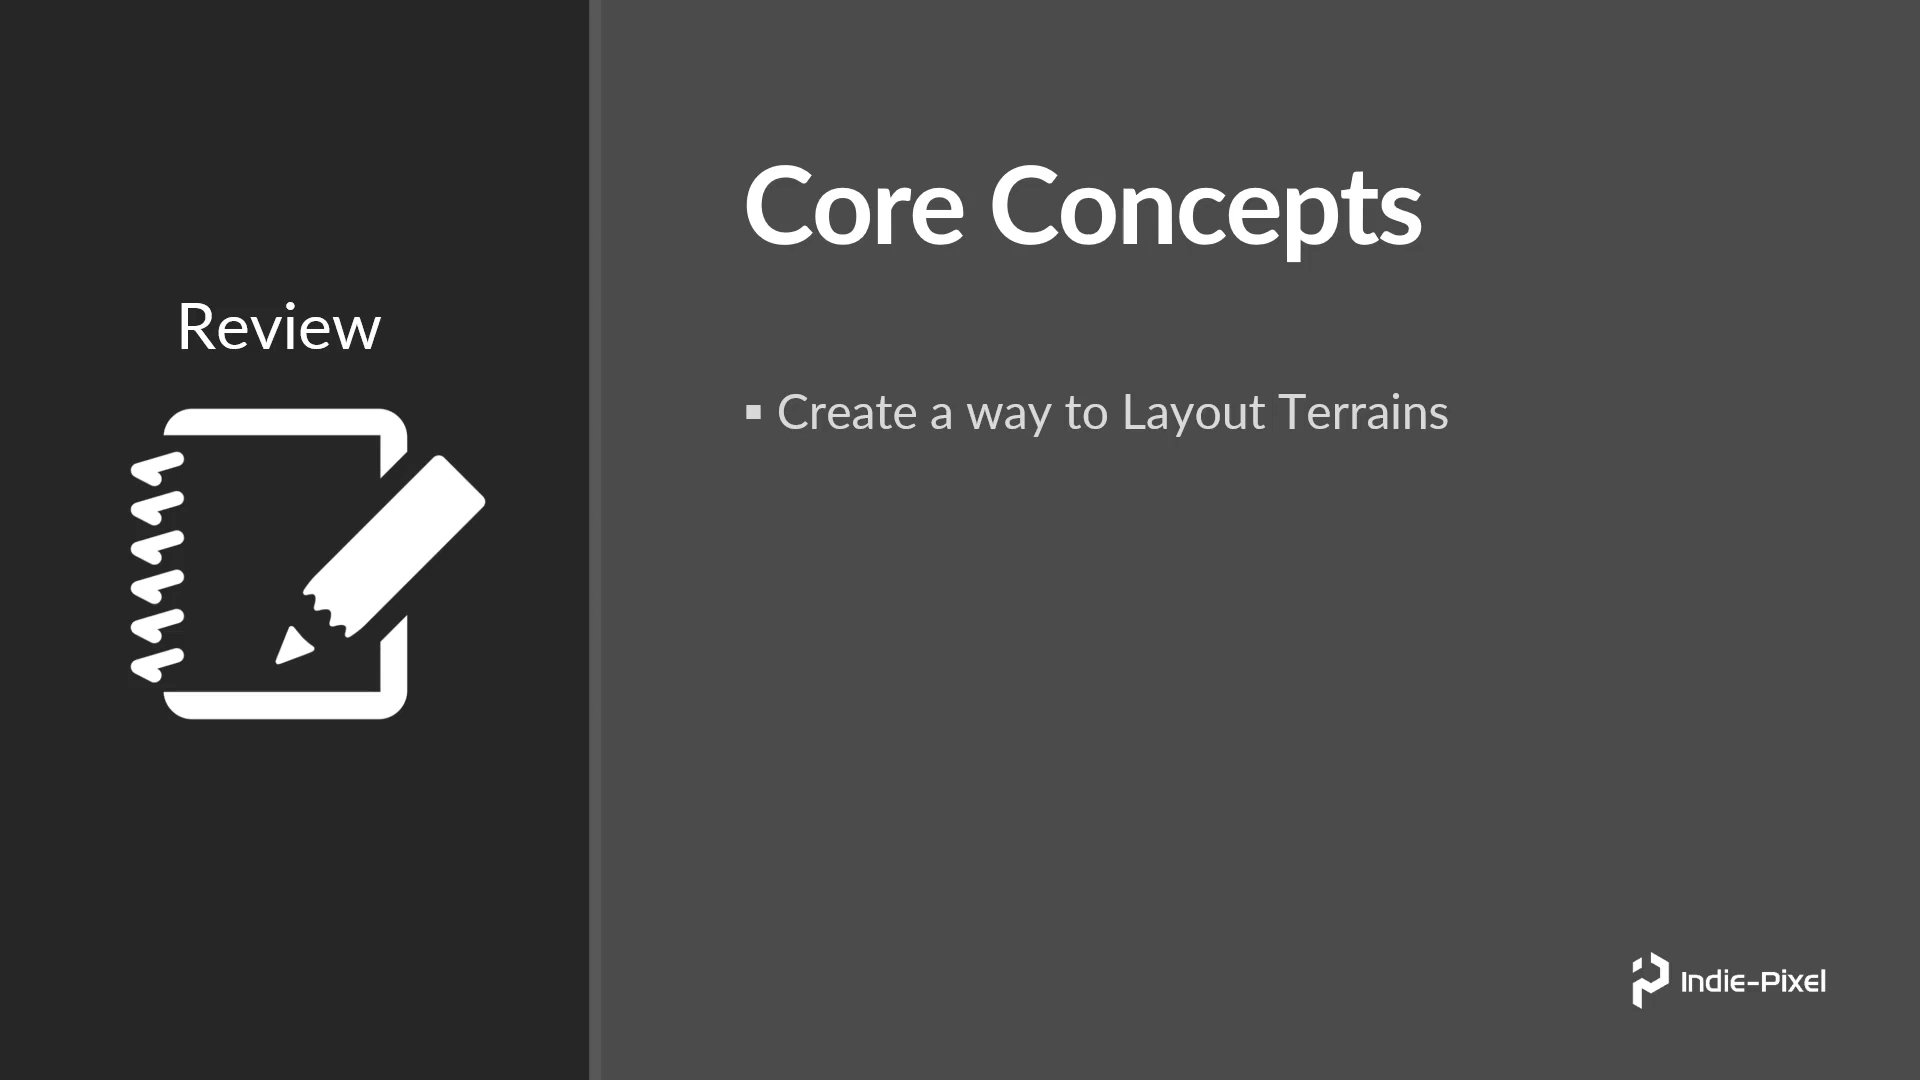 Review
Core Concepts
▪ Create a way to Layout Terrains
Indie-Pixel